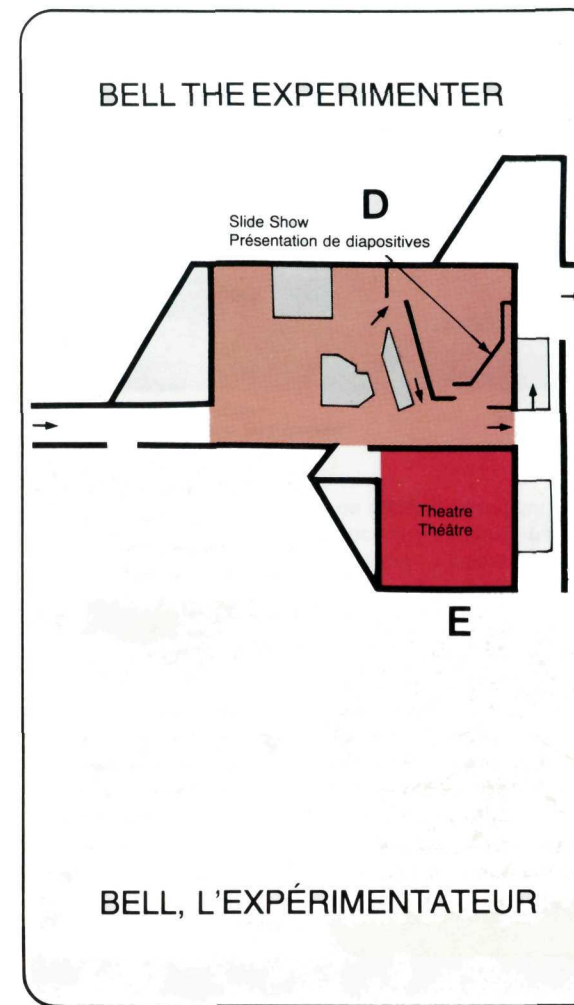 BELL THE EXPERIMENTER
D
Slide Show
Présentation de diapositives
Theatre
Théâtre
E
BELL, L'EXPÉRIMENTATEUR